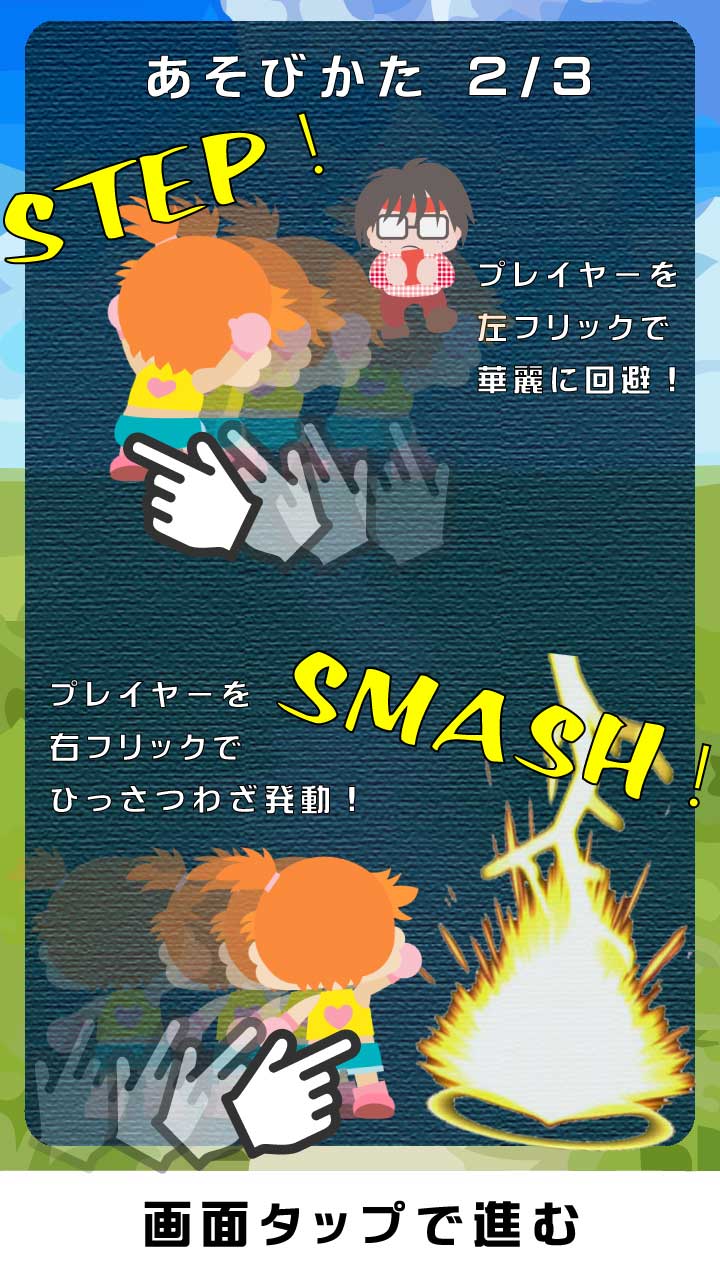 あそびかた 2/3
STEP!
プレイヤーを
左フリックで
華麗に回避！
SMASH!
プレイヤーを
右フリックで
ひっさつわざ発動！
画面タップで進む